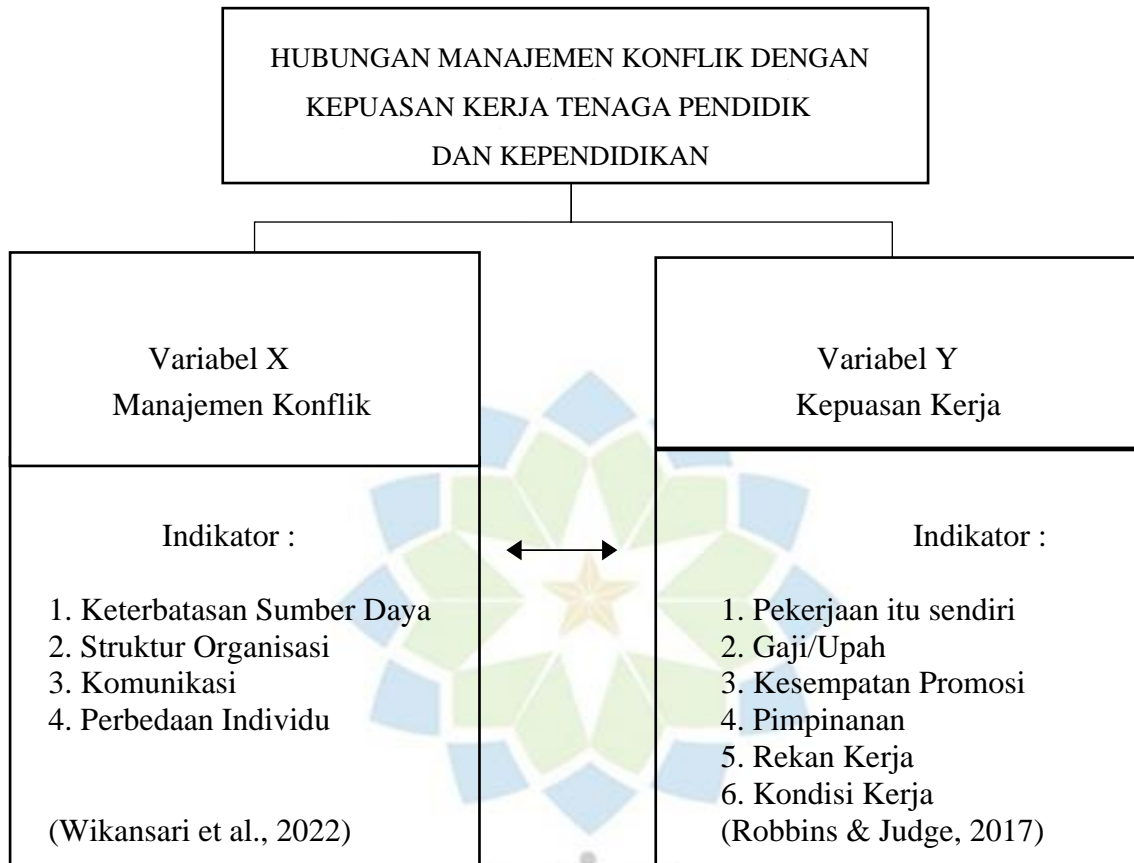 HUBUNGAN MANAJEMEN KONFLIK DENGAN
KEPUASAN KERJA TENAGA PENDIDIK
DAN KEPENDIDIKAN
Variabel X
Manajemen Konflik
Indikator :
1. Keterbatasan Sumber Daya
2. Struktur Organisasi
3. Komunikasi
4. Perbedaan Individu
(Wikansari et al., 2022)
Variabel Y
Kepuasan Kerja
Indikator :
1. Pekerjaan itu sendiri
2. Gaji/Upah
3. Kesempatan Promosi
4. Pimpinanan
5. Rekan Kerja
6. Kondisi Kerja
(Robbins & Judge, 2017)